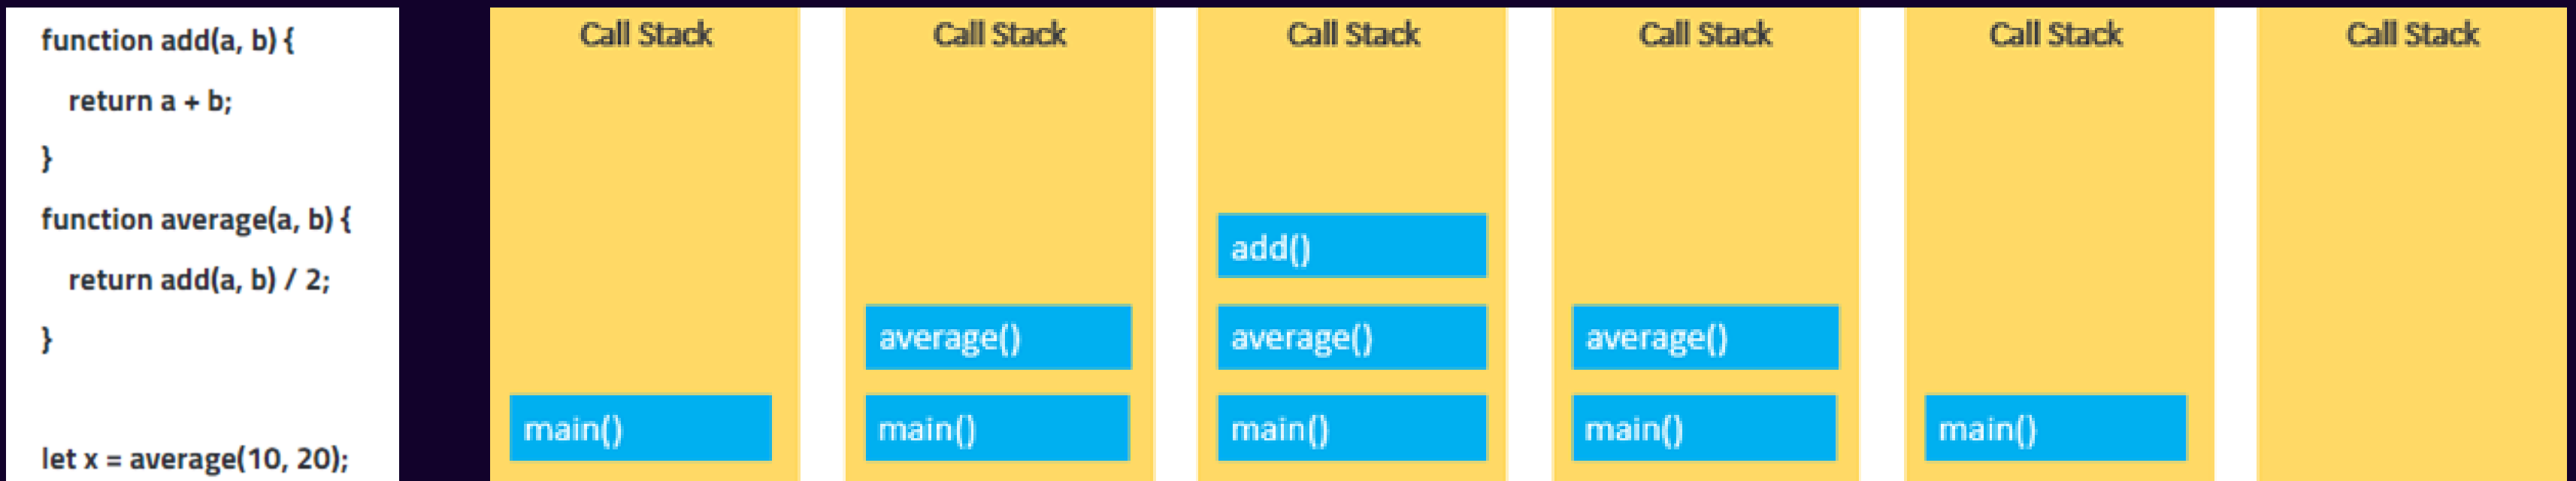 function add(a, b) {
return a + b;
}
function average(a, b) {
return add(a, b) / 2;
}
let x = average(10, 20);
Call Stack
main()
Call Stack
average()
main()
Call Stack
add()
average()
main()
Call Stack
average()
main()
Call Stack
main()
Call Stack